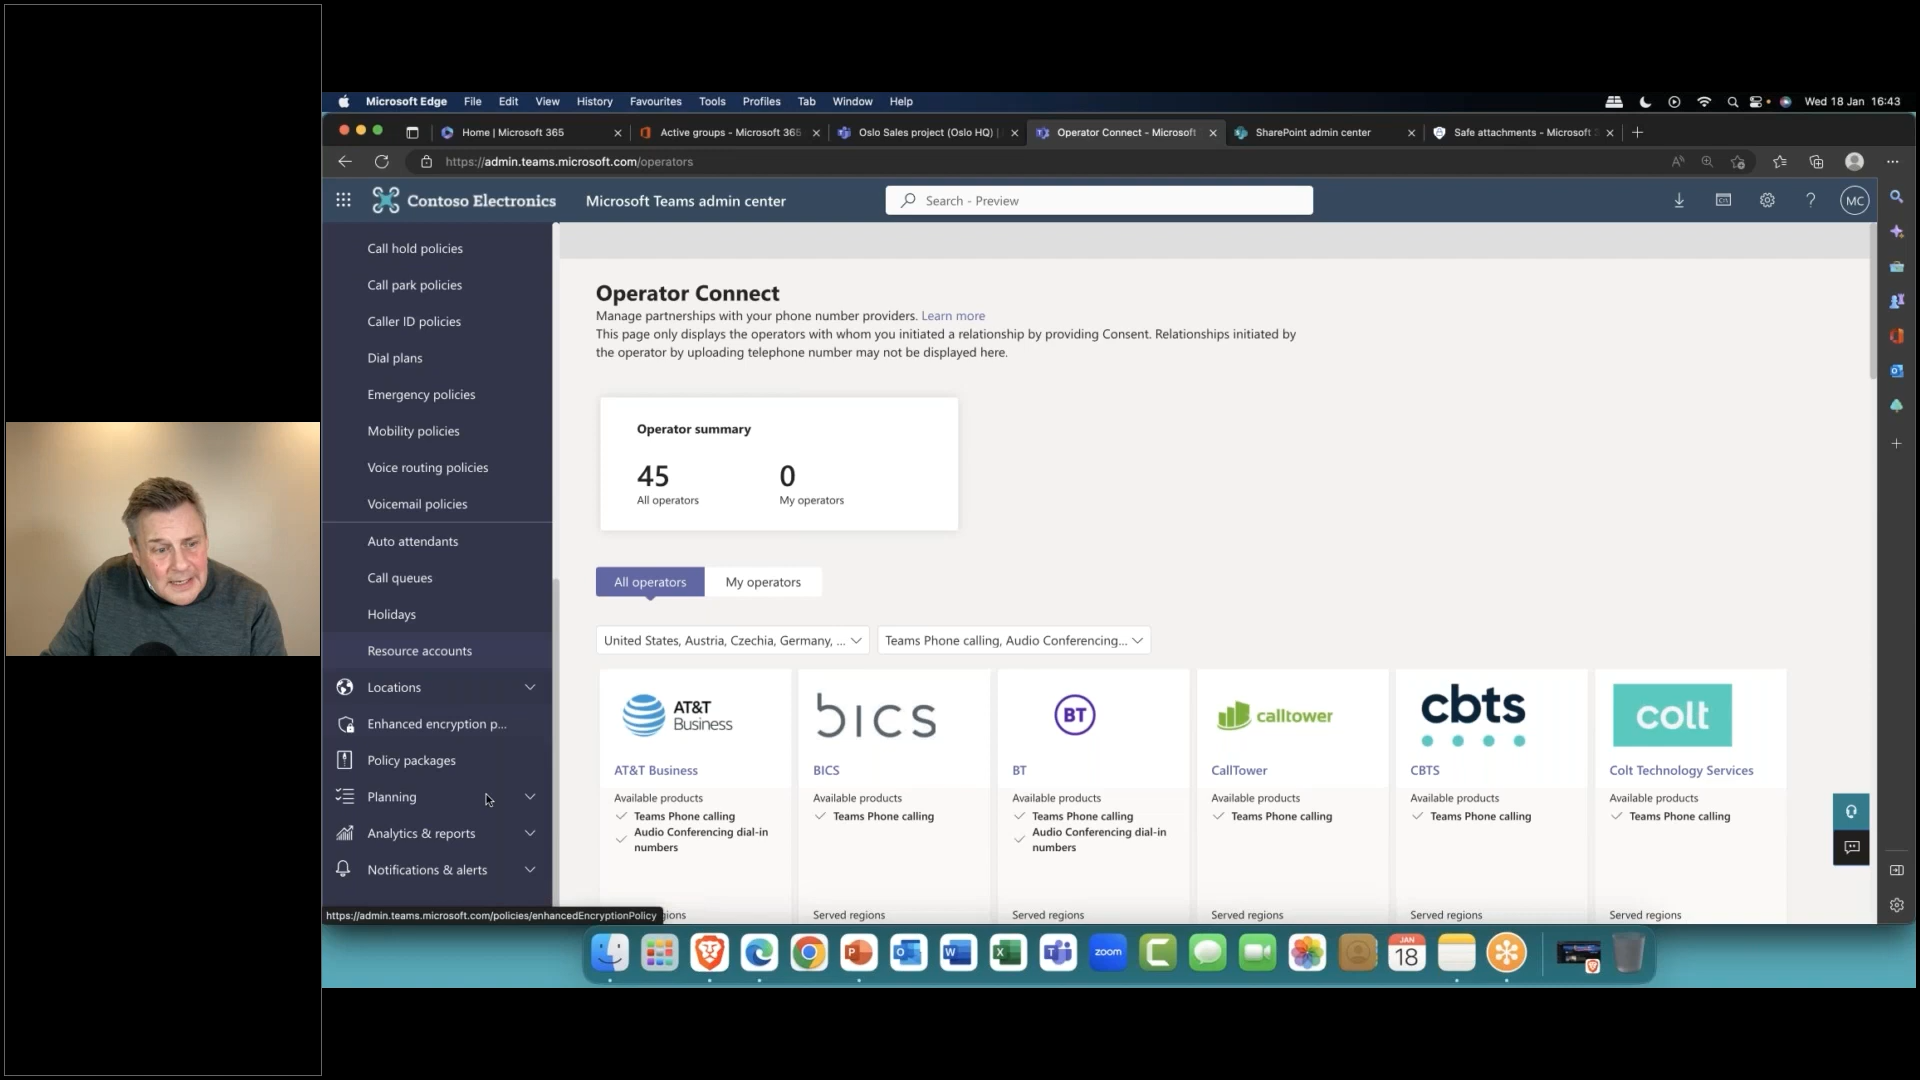 Microsoft Edge File Edit View History Favourites Tools Profiles Tab Window Help
Wed 18 Jan 16:43
Home | Microsoft 365
Active groups - Microsoft 365
Oslo Sales project (Oslo HQ) |
Operator Connect - Microsoft
SharePoint admin center
Safe attachments - Microsoft
https://admin.teams.microsoft.com/operators
Contoso Electronics
Microsoft Teams admin center
Search - Preview
MC
Call hold policies
Call park policies
Caller ID policies
Dial plans
Emergency policies
Mobility policies
Voice routing policies
Voicemail policies
Auto attendants
Call queues
Holidays
Resource accounts
Locations
Enhanced encryption p...
Policy packages
Planning
Analytics & reports
Notifications & alerts
https://admin.teams.microsoft.com/policies/enhancedEncryptionPolicy
Operator Connect
Manage partnerships with your phone number providers. Learn more
This page only displays the operators with whom you initiated a relationship by providing Consent. Relationships initiated by
the operator by uploading telephone number may not be displayed here.
Operator summary
45 0
All operators My operators
All operators My operators
United States, Austria, Czechia, Germany, ...
Teams Phone calling, Audio Conferencing...
AT&T
Business
bics
BT
calltower
cbts
colt
AT&T Business
Available products
Teams Phone calling
Audio Conferencing dial-in
numbers
gions
BICS
Available products
Teams Phone calling
Served regions
BT
Available products
Teams Phone calling
Audio Conferencing dial-in
numbers
Served regions
CallTower
Available products
Teams Phone calling
Served regions
CBTS
Available products
Teams Phone calling
Served regions
Colt Technology Services
Available products
Teams Phone calling
Served regions
zoom
JAN
18